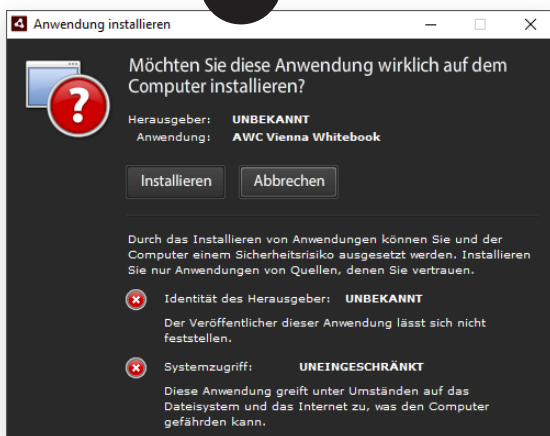 Anwendung installieren
Möchten Sie diese Anwendung wirklich auf dem
Computer installieren?
Herausgeber: UNBEKANNT
Anwendung: AWC Vienna Whitebook
Installieren Abbrechen
Durch das Installieren von Anwendungen können Sie und der
Computer einem Sicherheitsrisiko ausgesetzt werden. Installieren
Sie nur Anwendungen von Quellen, denen Sie vertrauen.
Identität des Herausgeber: UNBEKANNT
Der Veröffentlicher dieser Anwendung lässt sich nicht
feststellen.
Systemzugriff: UNEINGESCHRÄNKT
Diese Anwendung greift unter Umständen auf das
Dateisystem und das Internet zu, was den Computer
gefährden kann.